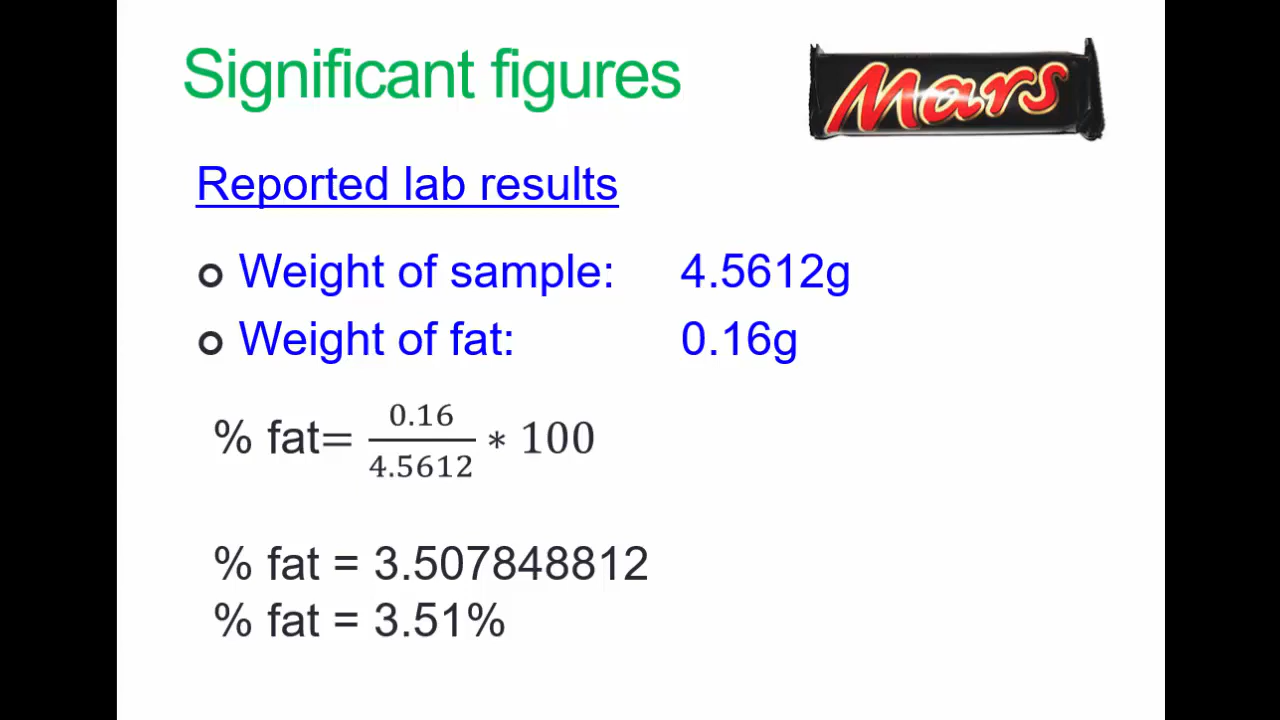 Significant figures
Mars
Reported lab results
Weight of sample: 4.5612g
Weight of fat: 0.16g
% fat= 0.16/4.5612 * 100
% fat = 3.507848812
% fat = 3.51%